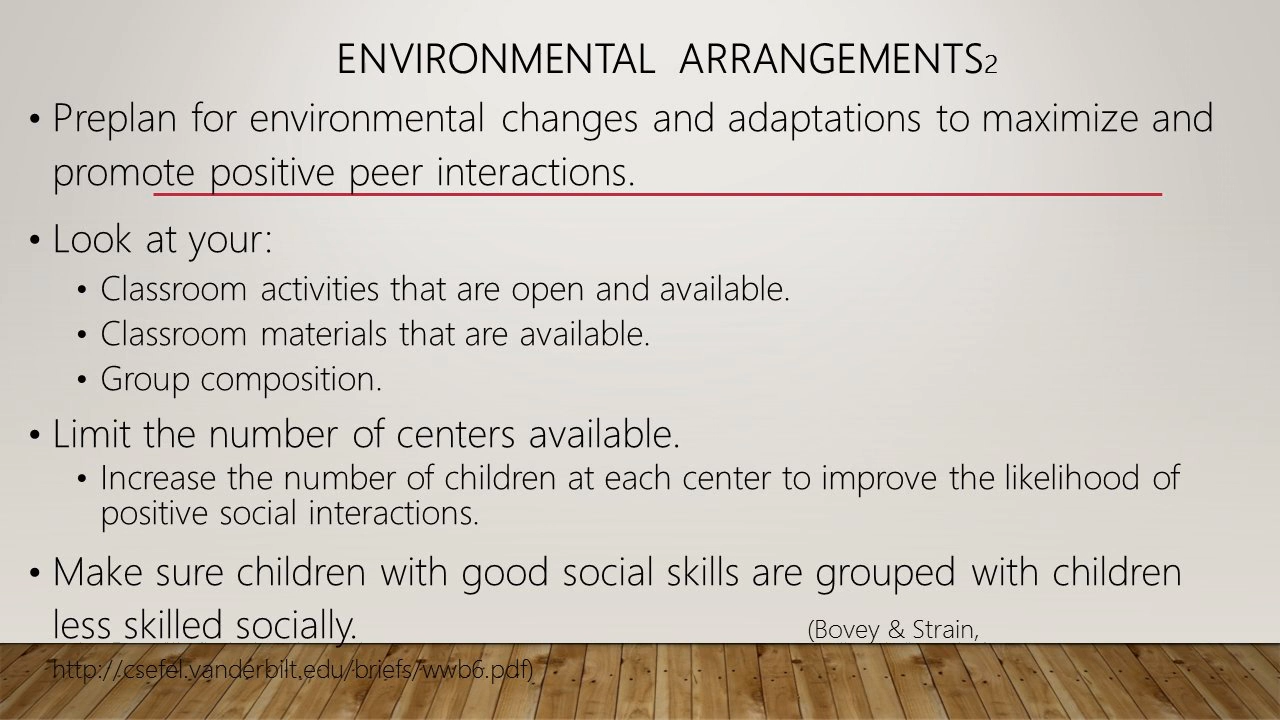 ENVIRONMENTAL ARRANGEMENTS2
• Preplan for environmental changes and adaptations to maximize and
promote positive peer interactions.
• Look at your:
• Classroom activities that are open and available.
• Classroom materials that are available.
• Group composition.
• Limit the number of centers available.
• Increase the number of children at each center to improve the likelihood of
positive social interactions.
• Make sure children with good social skills are grouped with children
less skilled socially. (Bovey & Strain,
http://csefel.vanderbilt.edu/briefs/wwb6.pdf)